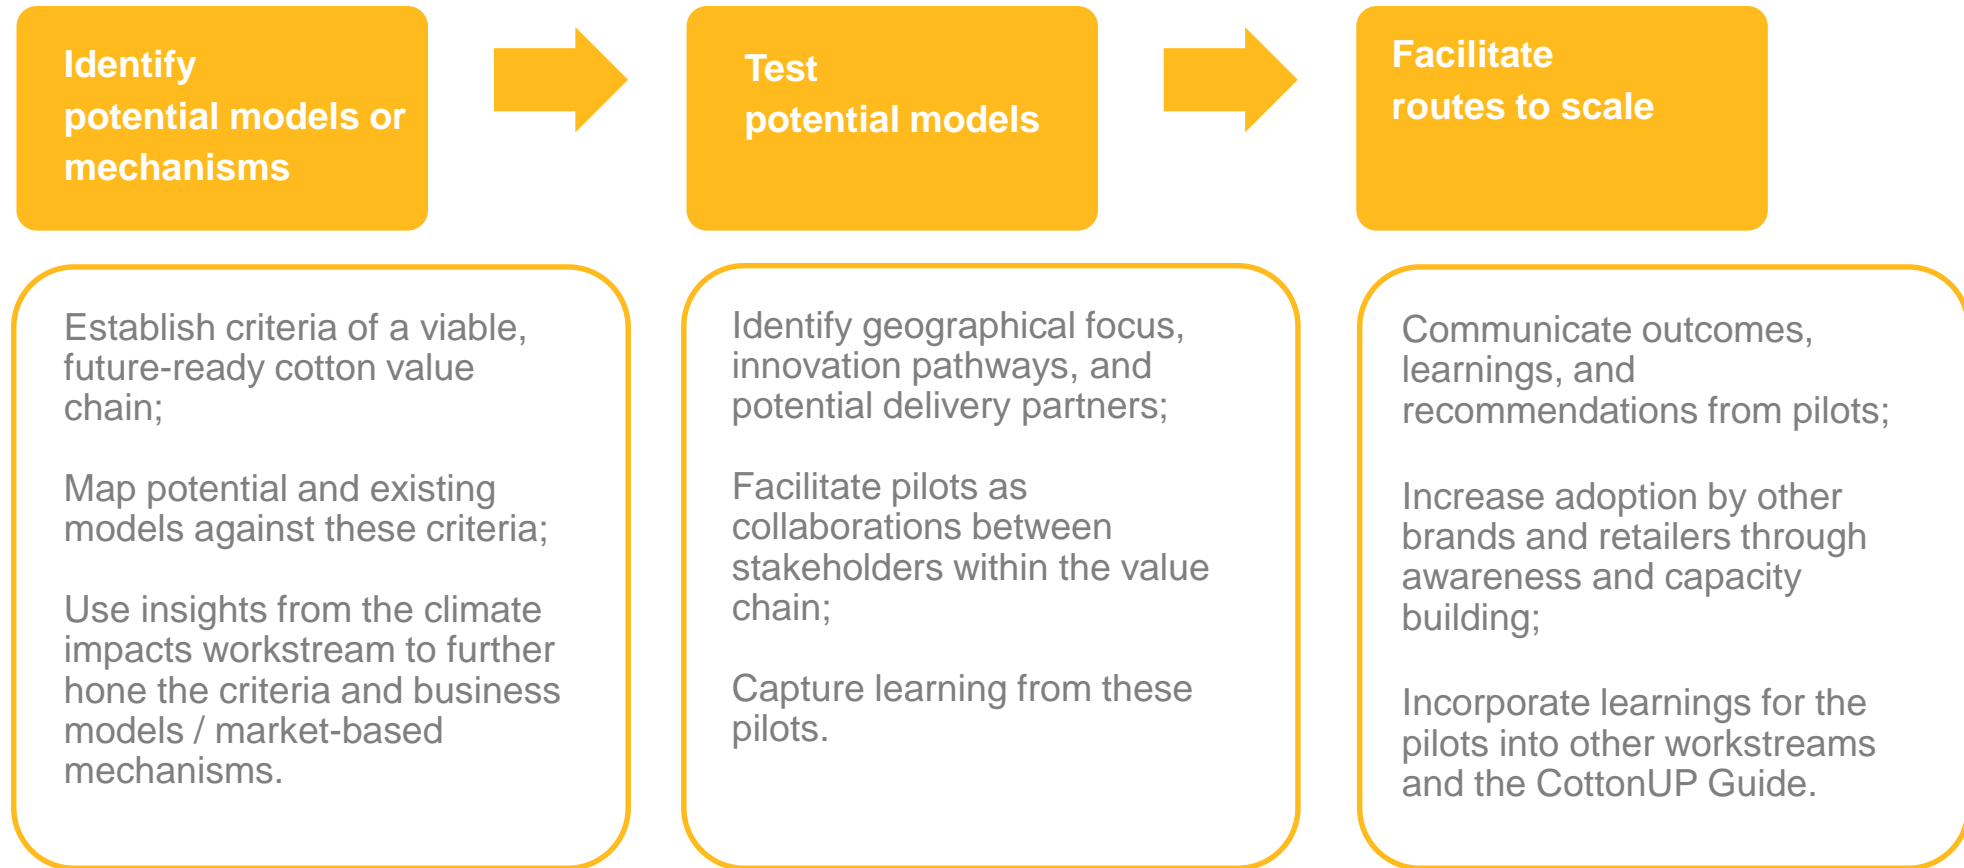 Identify
potential models or
mechanisms
Test
potential models
Facilitate
routes to scale
Establish criteria of a viable,
future-ready cotton value
chain;
Map potential and existing
models against these criteria;
Use insights from the climate
impacts workstream to further
hone the criteria and business
models / market-based
mechanisms.
Identify geographical focus,
innovation pathways, and
potential delivery partners;
Facilitate pilots as
collaborations between
stakeholders within the value
chain;
Capture learning from these
pilots.
Communicate outcomes,
learnings, and
recommendations from pilots;
Increase adoption by other
brands and retailers through
awareness and capacity
building;
Incorporate learnings for the
pilots into other workstreams
and the CottonUP Guide.